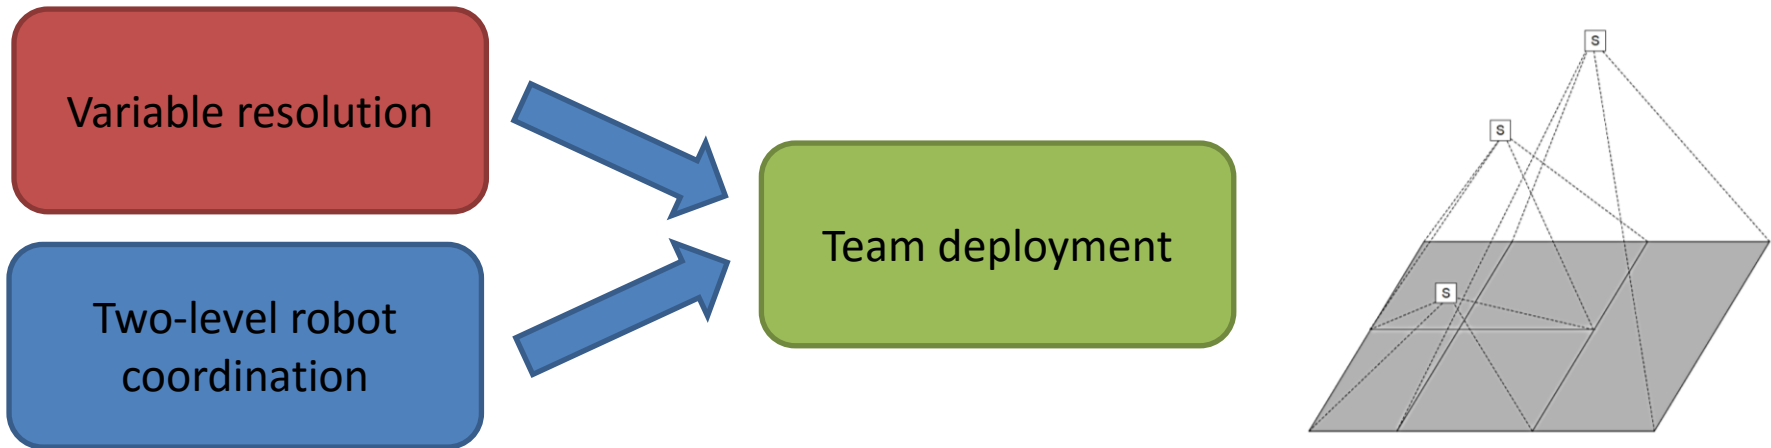 Variable resolution
Two-level robot
coordination
Team deployment
S
S
S